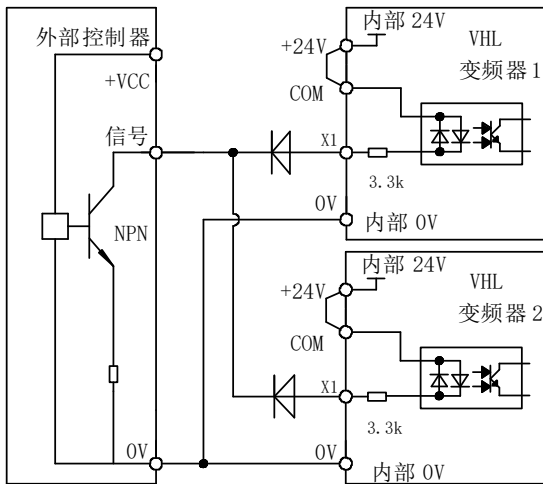 外部控制器
+VCC
信号
NPN
0V
内部 24V
+24V
VHL
变频器 1
COM
X1
3.3k
0V
内部 0V
内部 24V
+24V
VHL
变频器 2
COM
X1
3.3k
0V
内部 0V